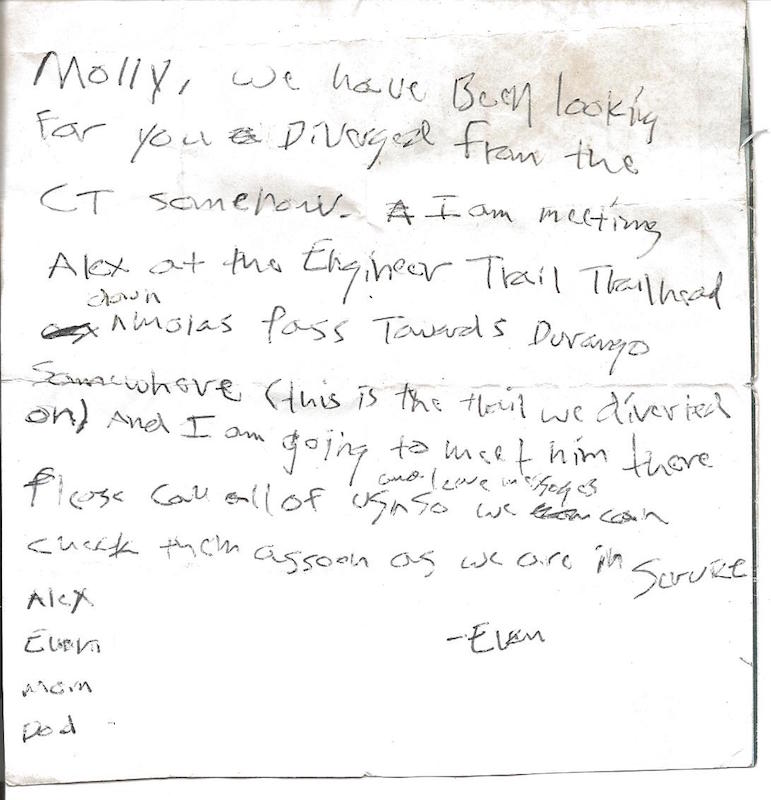 Molly, we have Been looking
For you Diverged from the
CT somehow. I am meeting
Alex at the Engineer Trail Trailhead
down
Molas Pass Towards Durango
Somewhere (this is the trail we diverted
on) And I am going to meet him there
and leave messages
Please call all of us so we can
check them assoon as we are in Service
Alex
Evan
-Evan
Mom
Dad